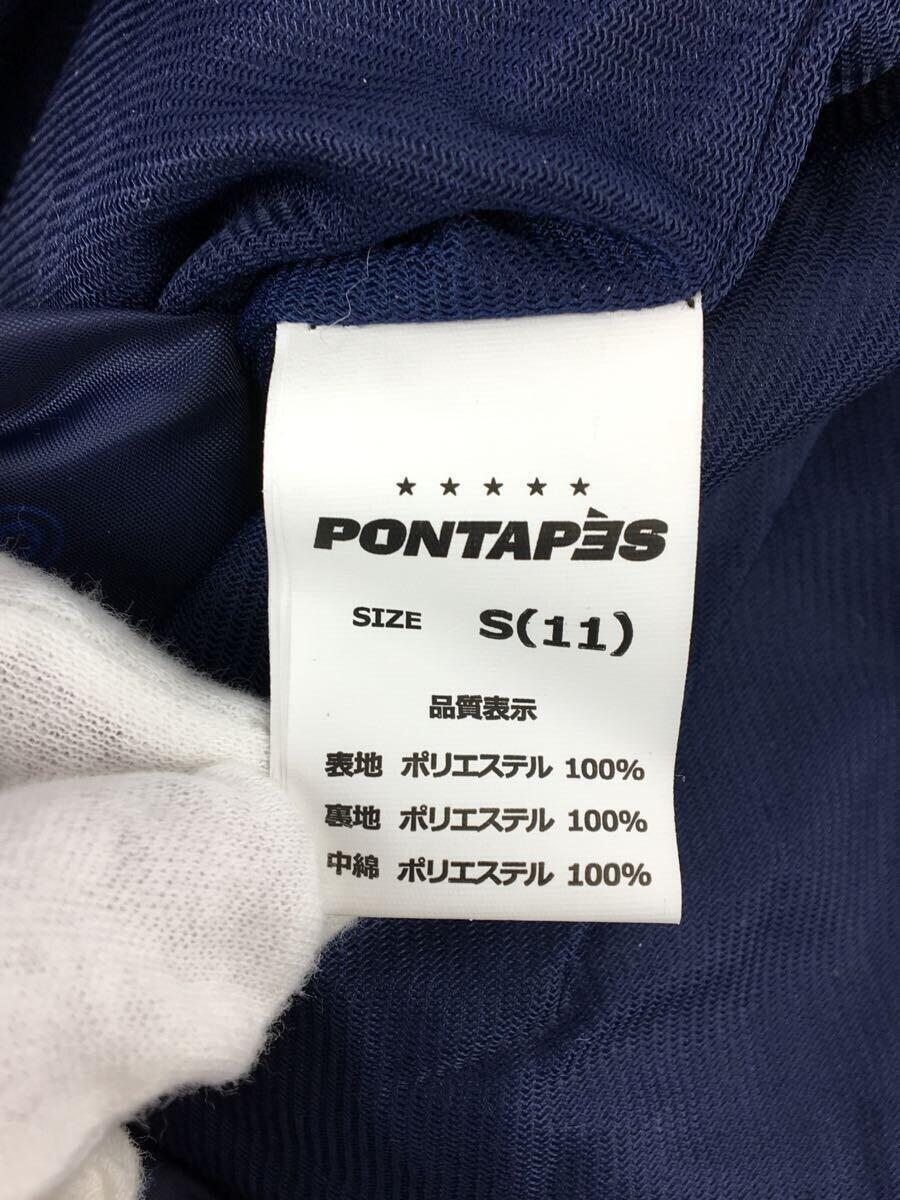 ★★★★★
PONTAPÈS
SIZE S(11)
品質表示
表地 ポリエステル 100%
裏地 ポリエステル 100%
中綿 ポリエステル 100%